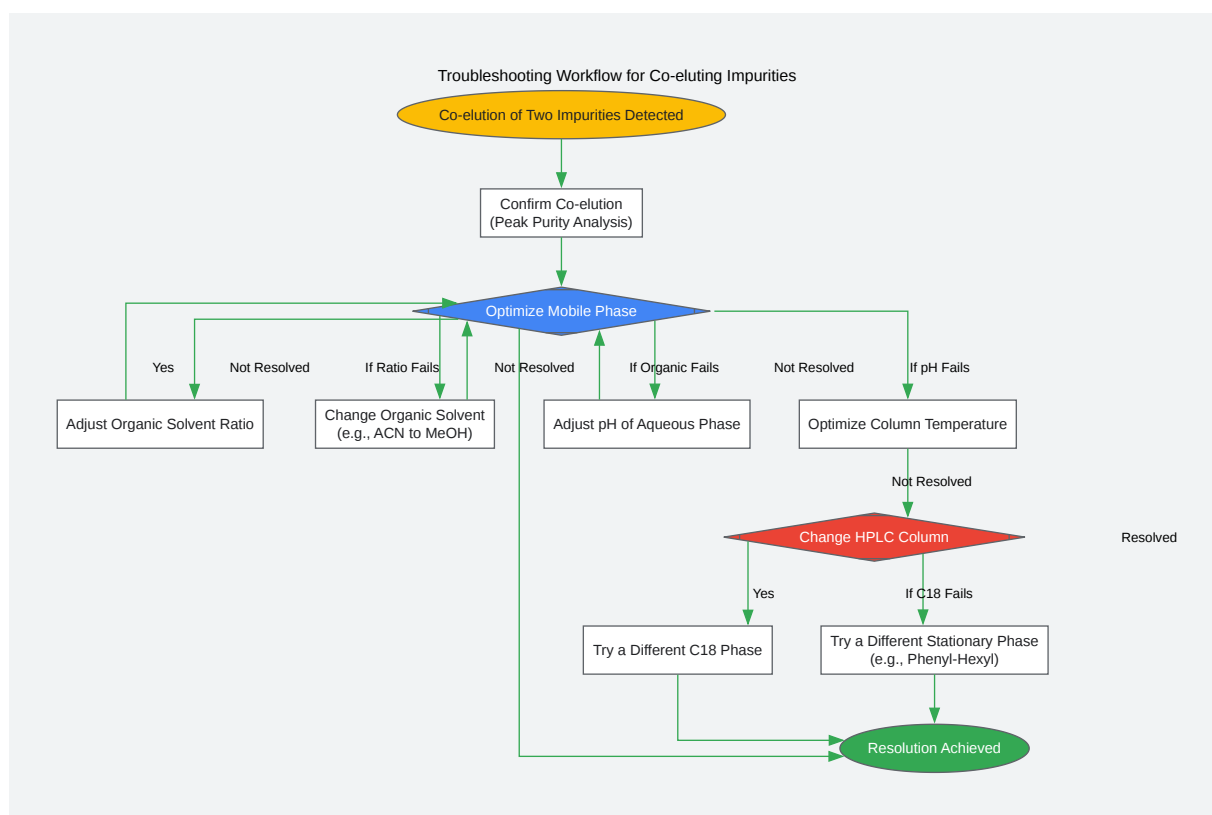 Troubleshooting Workflow for Co-eluting Impurities
Co-elution of Two Impurities Detected
Confirm Co-elution
(Peak Purity Analysis)
Optimize Mobile Phase
Yes
Not Resolved
If Ratio Fails
Not Resolved
If Organic Fails
Not Resolved
If pH Fails
Adjust Organic Solvent Ratio
Change Organic Solvent
(e.g., ACN to MeOH)
Adjust pH of Aqueous Phase
Optimize Column Temperature
Not Resolved
Change HPLC Column
Resolved
Yes
If C18 Fails
Try a Different C18 Phase
Try a Different Stationary Phase
(e.g., Phenyl-Hexyl)
Resolution Achieved